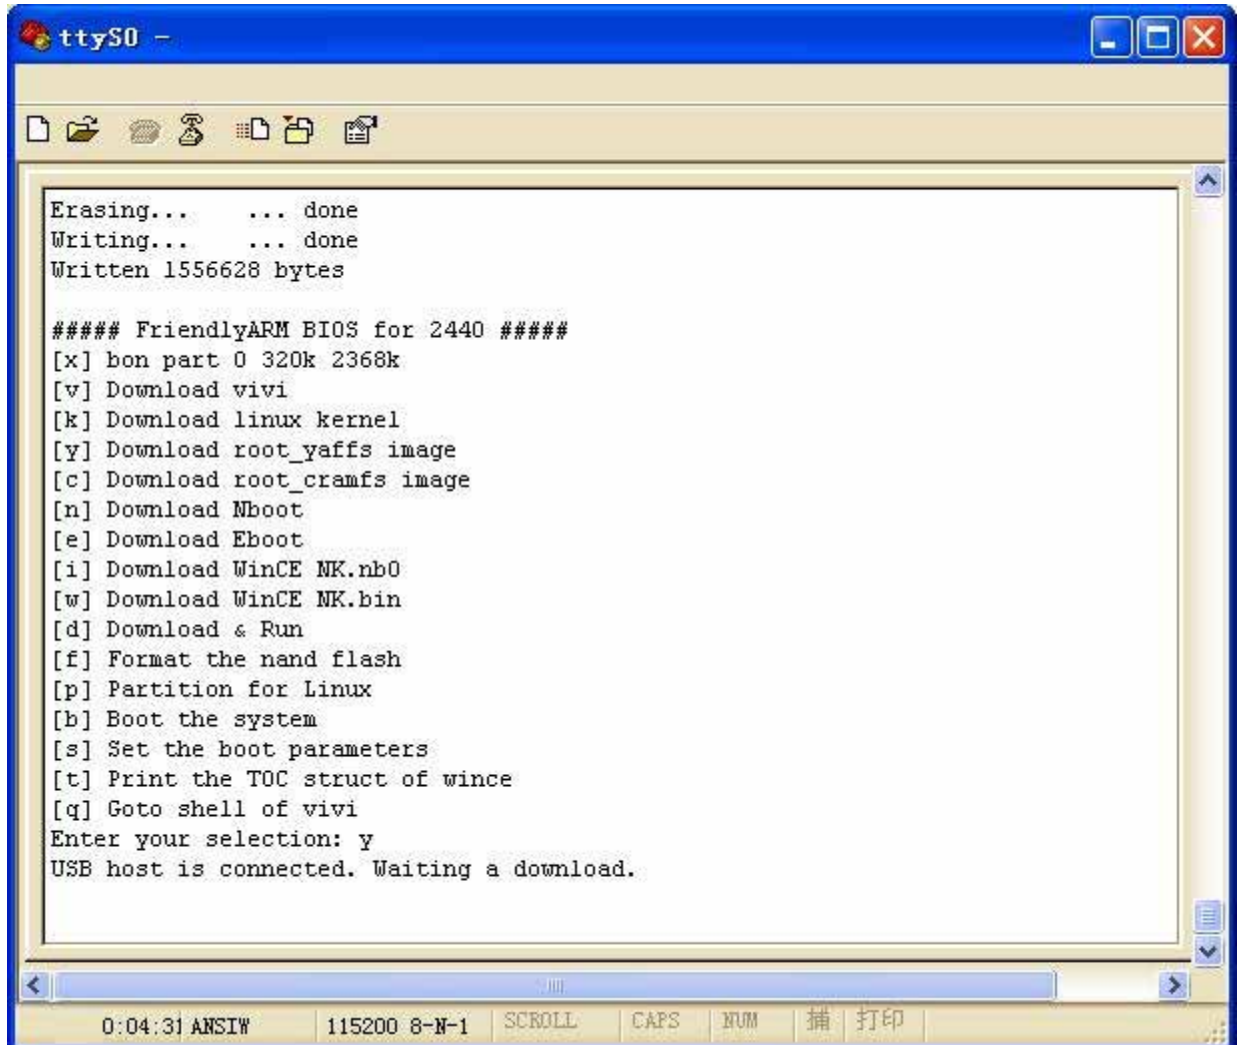 ttyS0 -
Erasing...    ... done
Writing...    ... done
Written 1556628 bytes
##### FriendlyARM BIOS for 2440 #####
[x] bon part 0 320k 2368k
[v] Download vivi
[k] Download linux kernel
[y] Download root_yaffs image
[c] Download root_cramfs image
[n] Download Nboot
[e] Download Eboot
[i] Download WinCE NK.nb0
[w] Download WinCE NK.bin
[d] Download & Run
[f] Format the nand flash
[p] Partition for Linux
[b] Boot the system
[s] Set the boot parameters
[t] Print the TOC struct of wince
[q] Goto shell of vivi
Enter your selection: y
USB host is connected. Waiting a download.
0:04:31 ANSIW 115200 8-N-1 SCROLL CAPS NUM 捕 打印